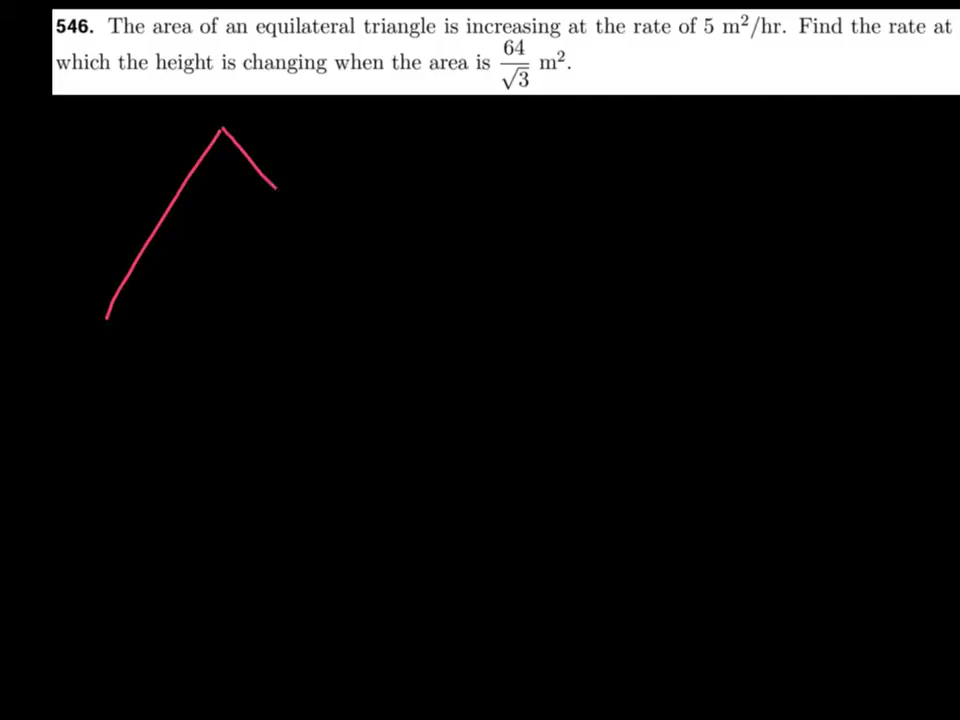 546. The area of an equilateral triangle is increasing at the rate of 5 m²/hr. Find the rate at
which the height is changing when the area is 64/√3 m².